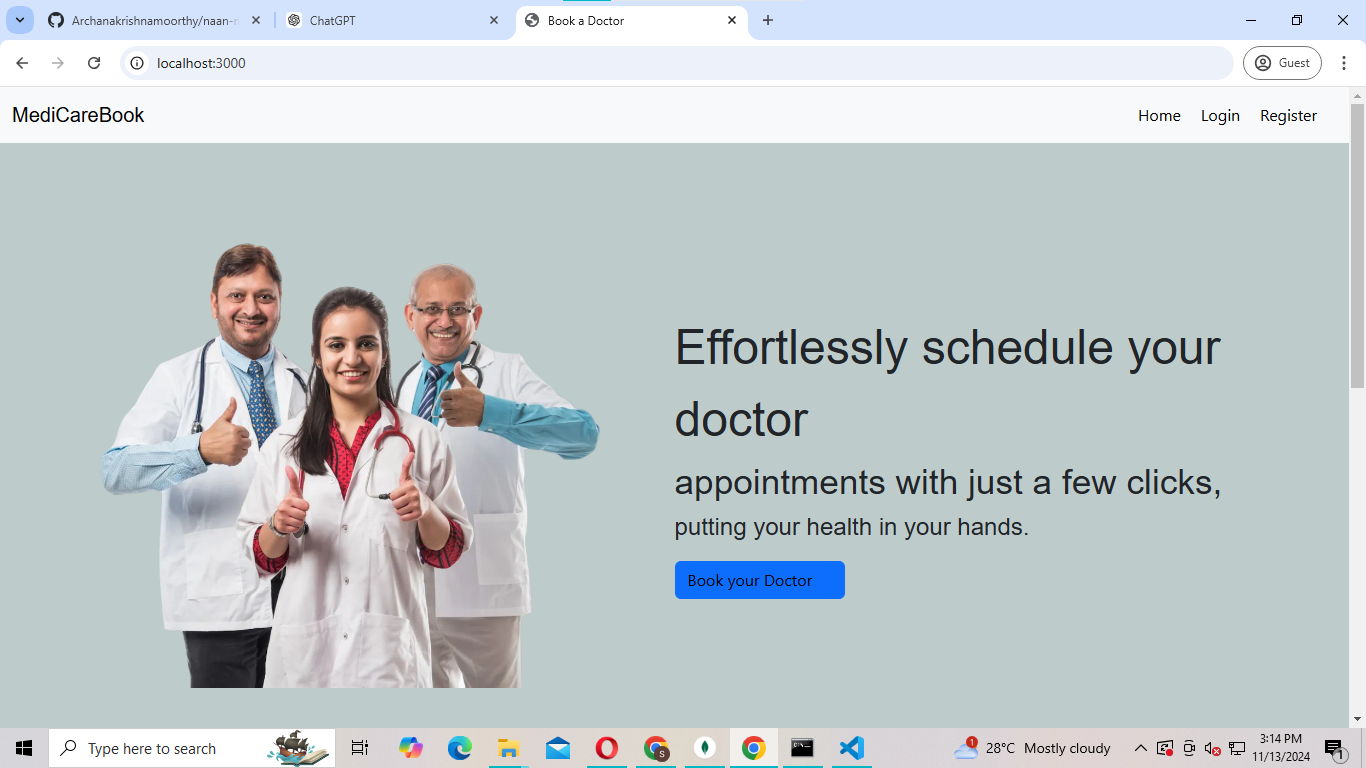 Archanakrishnamoorthy/naan-m
ChatGPT
Book a Doctor
localhost:3000
Guest
MediCareBook
Home Login Register
Effortlessly schedule your
doctor
appointments with just a few clicks,
putting your health in your hands.
Book your Doctor
Type here to search
S
1
28°C Mostly cloudy
3:14 PM
11/13/2024
1